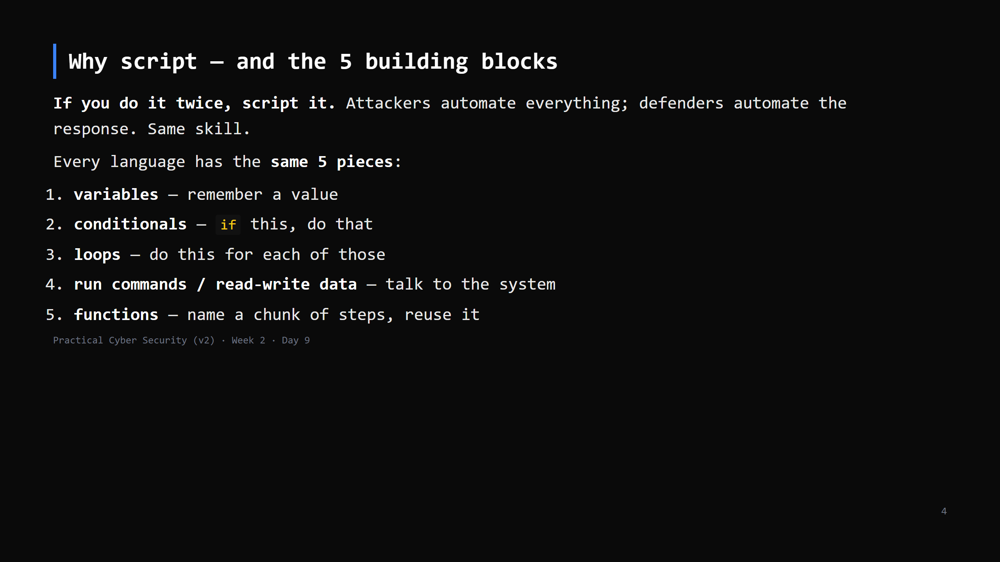 Why script — and the 5 building blocks
If you do it twice, script it. Attackers automate everything; defenders automate the
response. Same skill.
Every language has the same 5 pieces:
1. variables — remember a value
2. conditionals — if this, do that
3. loops — do this for each of those
4. run commands / read-write data — talk to the system
5. functions — name a chunk of steps, reuse it
Practical Cyber Security (v2) · Week 2 · Day 9
4